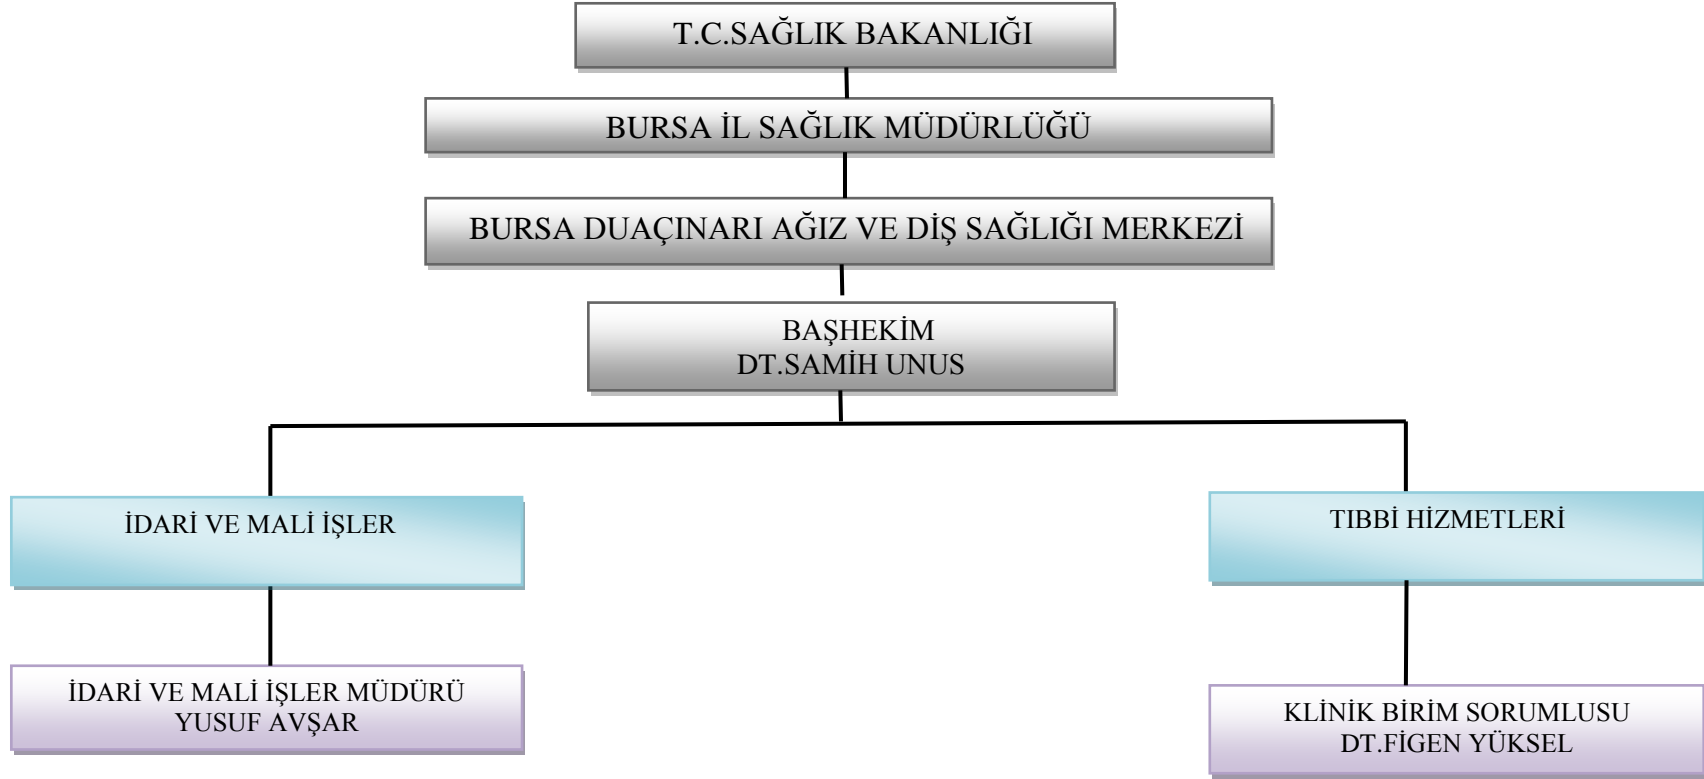 T.C.SAĞLIK BAKANLIĞI
BURSA İL SAĞLIK MÜDÜRLÜĞÜ
BURSA DUAÇINARI AĞIZ VE DİŞ SAĞLIĞI MERKEZİ
BAŞHEKİM
DT.SAMİH UNUS
İDARİ VE MALİ İŞLER
TIBBİ HİZMETLERİ
İDARİ VE MALİ İŞLER MÜDÜRÜ
YUSUF AVŞAR
KLİNİK BİRİM SORUMLUSU
DT.FİGEN YÜKSEL